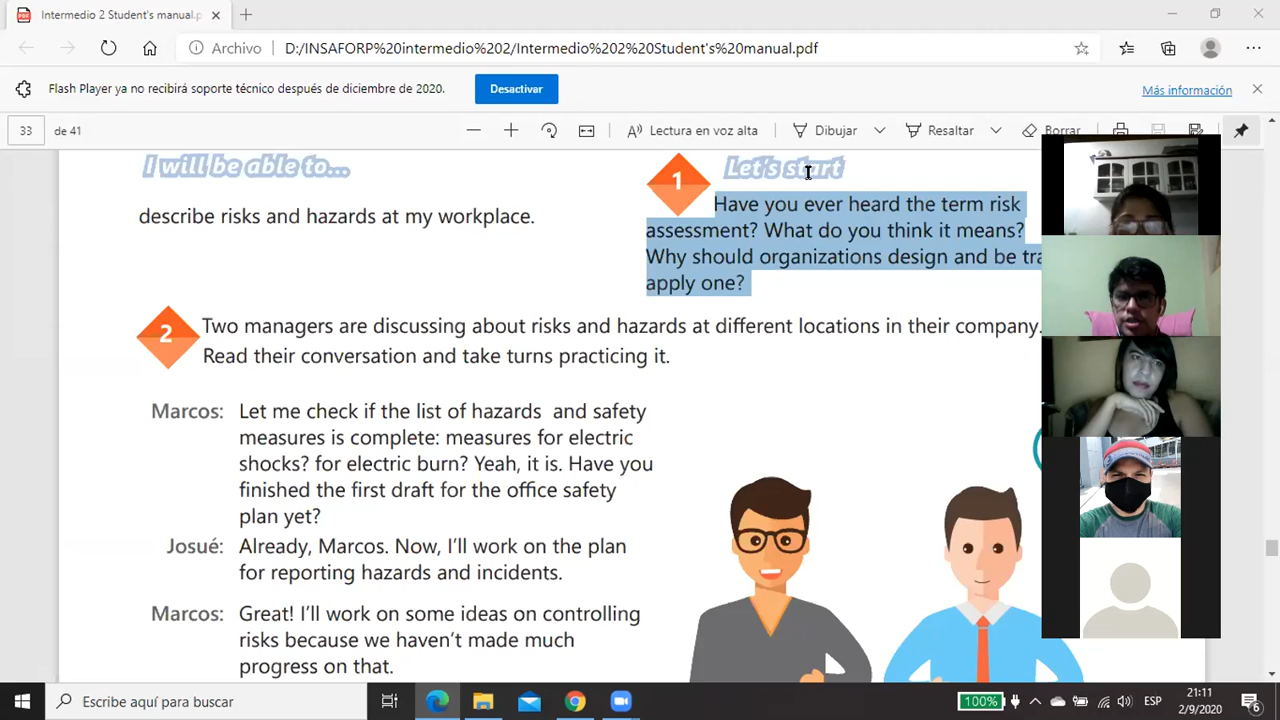 Intermedio 2 Student's manual.p
Archivo | D:/INSAFORP%20intermedio%202/Intermedio%202%20Student's%20manual.pdf
Flash Player ya no recibirá soporte técnico después de diciembre de 2020.
Desactivar
Más información
33 de 41
Lectura en voz alta
Dibujar
Resaltar
Borrar
I will be able to...
describe risks and hazards at my workplace.
1
Let's start
Have you ever heard the term risk
assessment? What do you think it means?
Why should organizations design and be
apply one?
2
Two managers are discussing about risks and hazards at different locations in their company.
Read their conversation and take turns practicing it.
Marcos: Let me check if the list of hazards and safety
measures is complete: measures for electric
shocks? for electric burn? Yeah, it is. Have you
finished the first draft for the office safety
plan yet?
Josué: Already, Marcos. Now, I'll work on the plan
for reporting hazards and incidents.
Marcos: Great! I'll work on some ideas on controlling
risks because we haven't made much
progress on that.
Escribe aquí para buscar
100%
ESP
21:11
2/9/2020
6